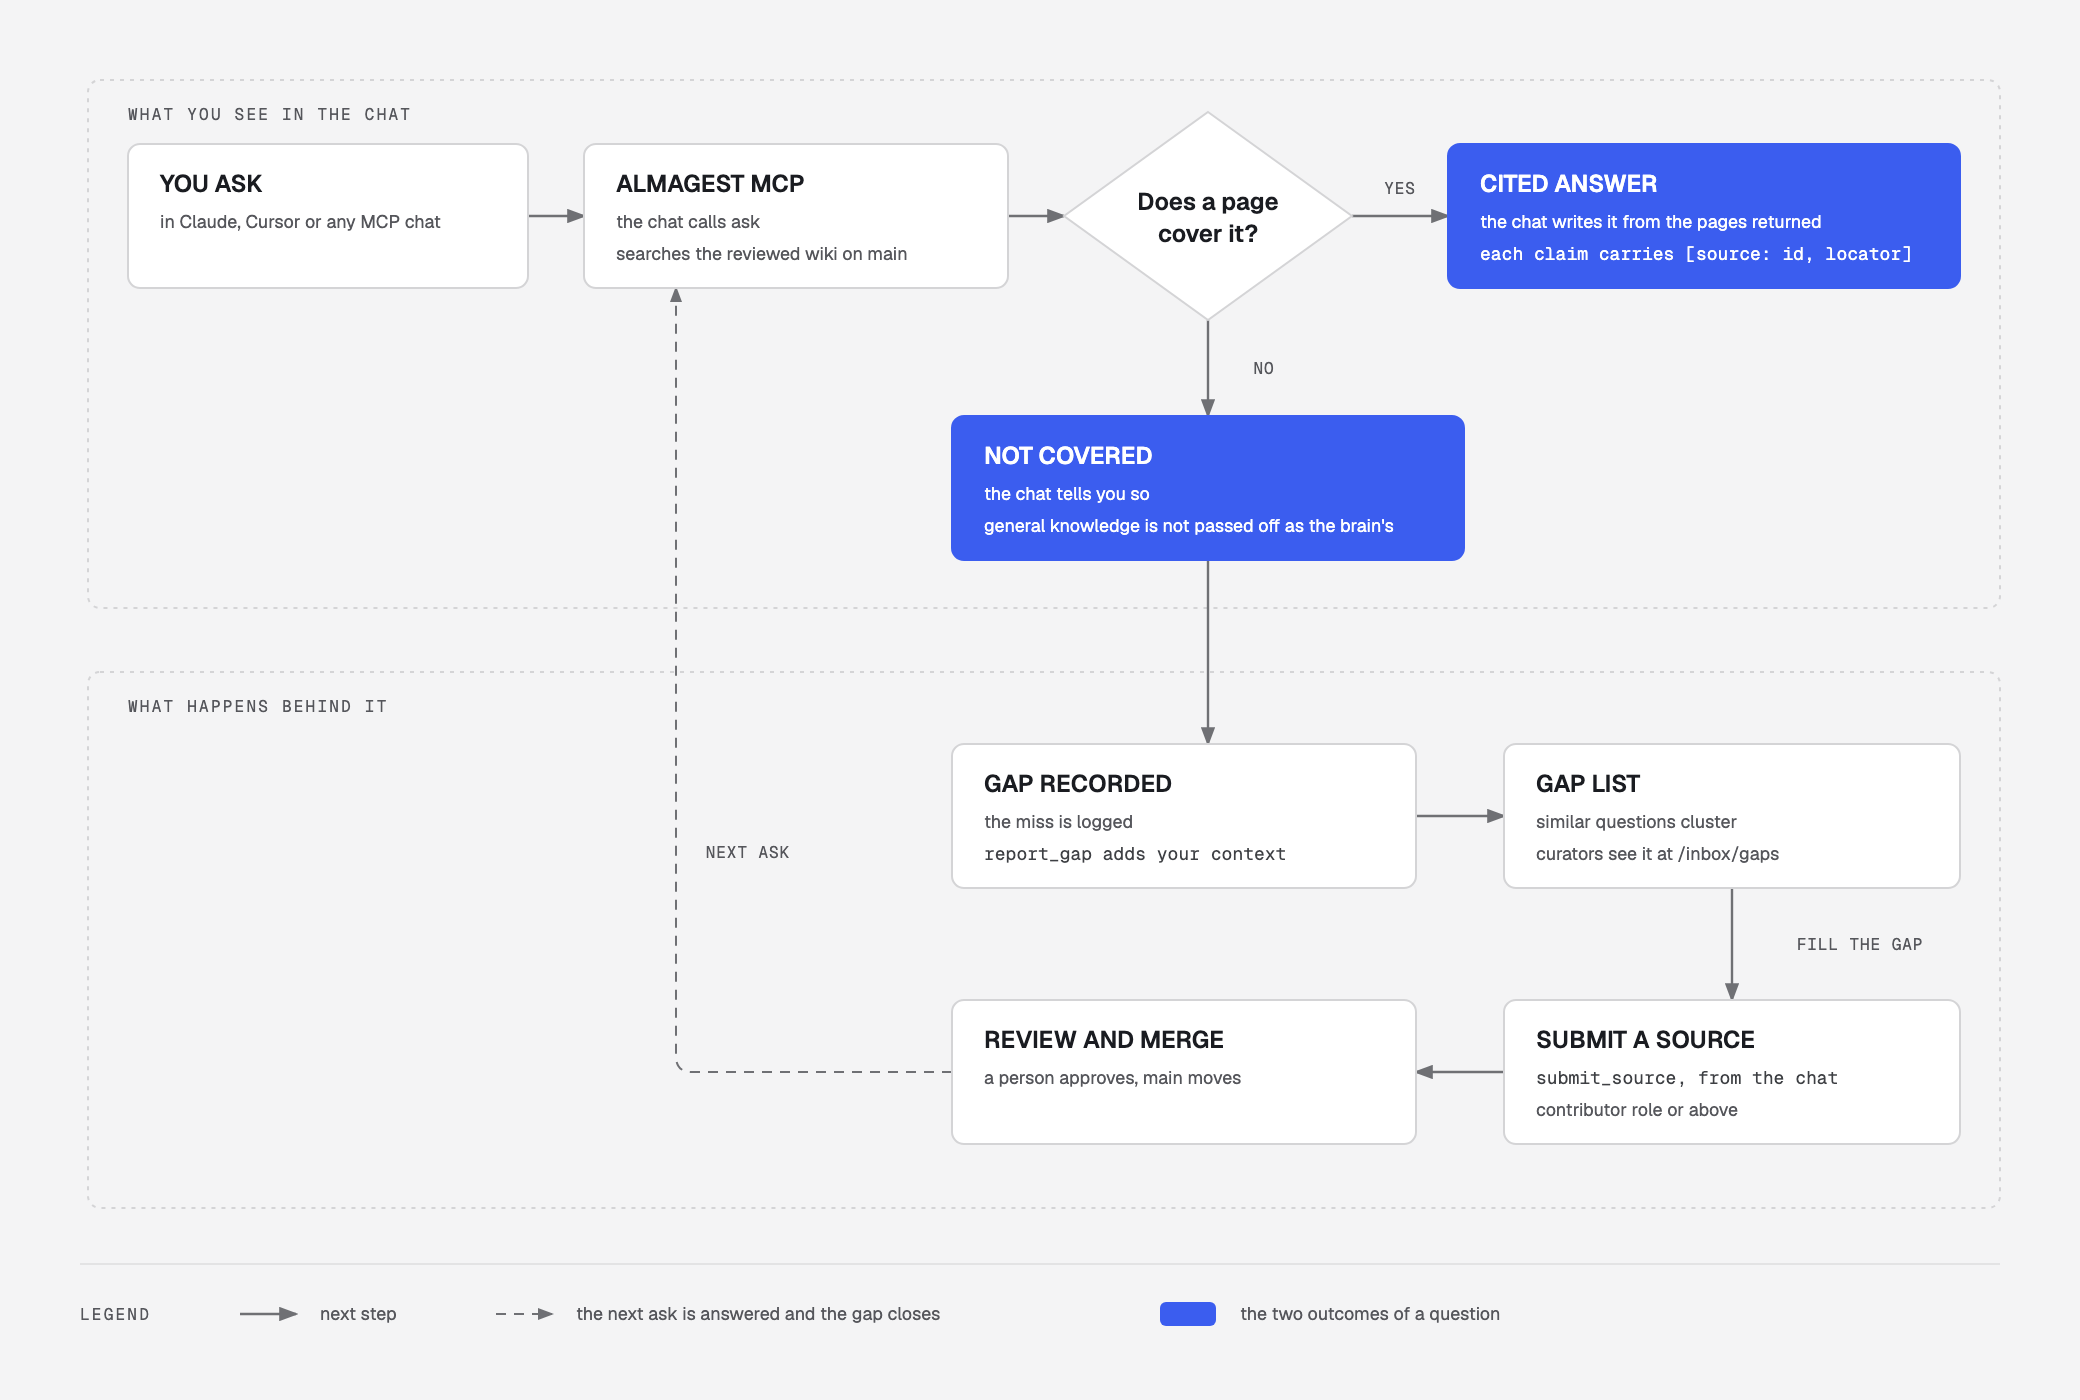 WHAT YOU SEE IN THE CHAT
YOU ASK
in Claude, Cursor or any MCP chat
ALMAGEST MCP
the chat calls ask
searches the reviewed wiki on main
Does a page
cover it?
YES
CITED ANSWER
the chat writes it from the pages returned
each claim carries [source: id, locator]
NO
NOT COVERED
the chat tells you so
general knowledge is not passed off as the brain's
WHAT HAPPENS BEHIND IT
GAP RECORDED
the miss is logged
report_gap adds your context
GAP LIST
similar questions cluster
curators see it at /inbox/gaps
NEXT ASK
FILL THE GAP
REVIEW AND MERGE
a person approves, main moves
SUBMIT A SOURCE
submit_source, from the chat
contributor role or above
LEGEND
next step
the next ask is answered and the gap closes
the two outcomes of a question